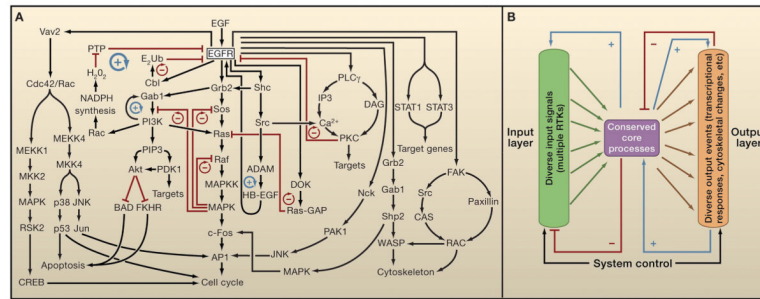 A
EGF
Vav2
PTP
EGFR
E3Ub
Cbl
PLCγ
Cdc42/Rac
H2O2
Gab1
Grb2
Shc
IP3
DAG
STAT1
STAT3
NADPH
synthesis
Sos
Src
Ca2+
PI3K
Rac
Ras
PKC
Target genes
MEKK1
MEKK4
PIP3
Raf
ADAM
Targets
Grb2
FAK
MKK2
MKK4
Akt
PDK1
MAPKK
HB-EGF
DOK
Nck
Gab1
Src
Paxillin
MAPK
p38
JNK
Targets
BAD
FKHR
MAPK
Ras-GAP
Shp2
CAS
RSK2
p53
Jun
c-Fos
PAK1
WASP
RAC
Apoptosis
AP1
JNK
CREB
Cell cycle
MAPK
Cytoskeleton
B
+
−
+
Input
layer
Diverse input signals
(multiple RTKs)
Conserved
core
processes
Diverse output events (transcriptional
responses, cytoskeletal changes, etc)
Output
layer
−
+
System control